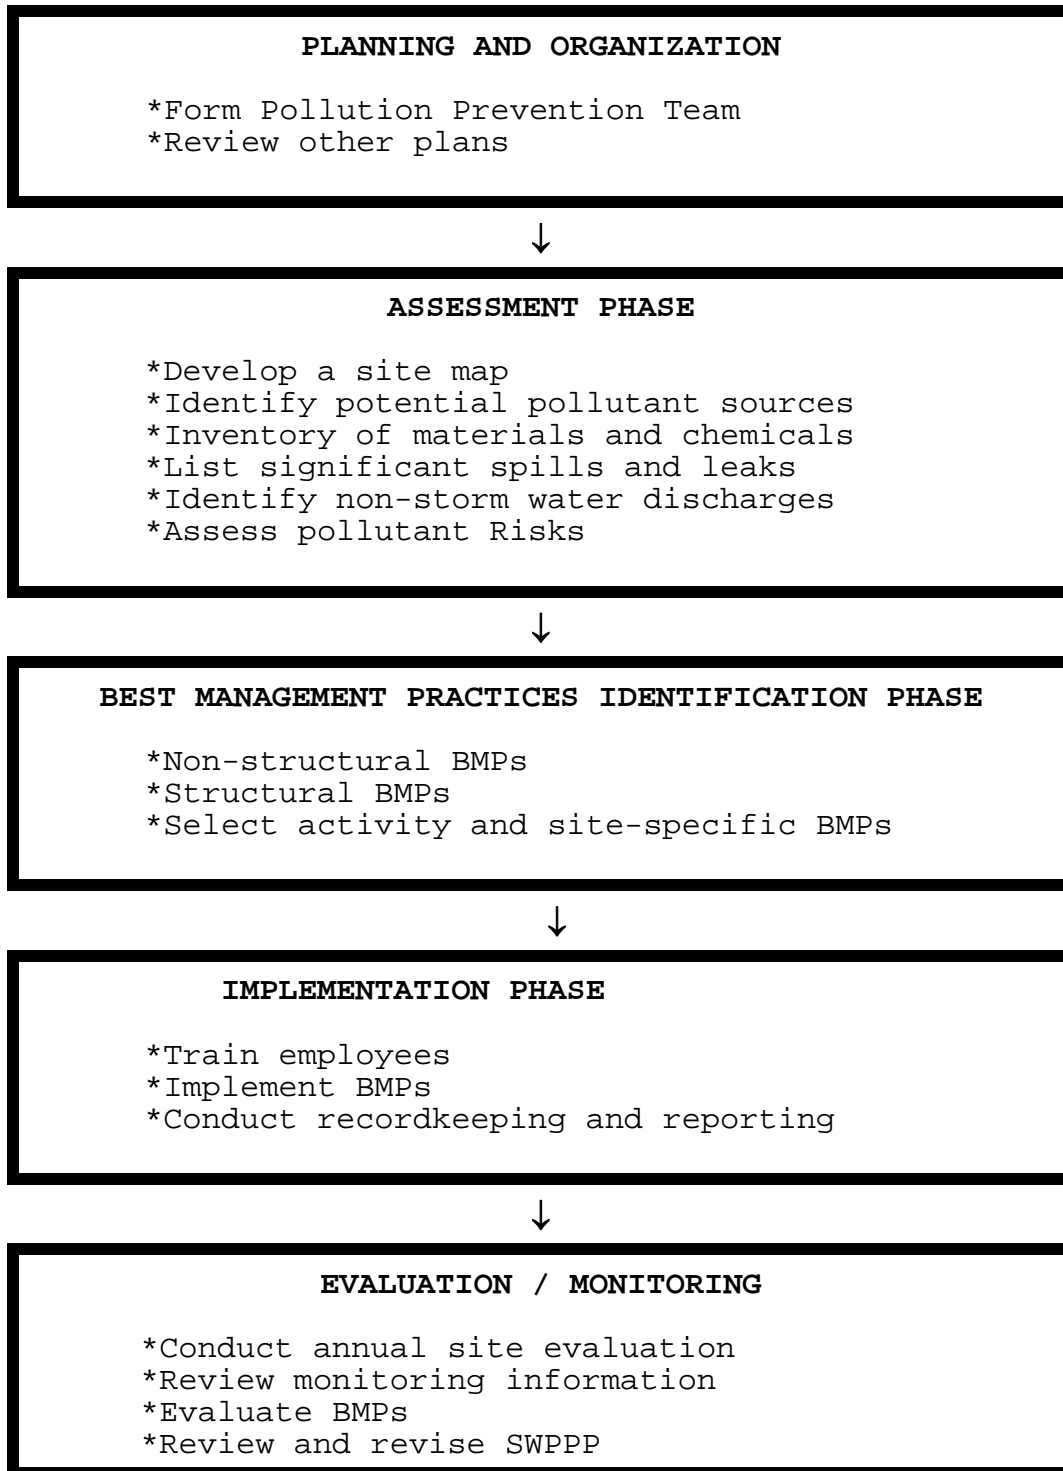 PLANNING AND ORGANIZATION
*Form Pollution Prevention Team
*Review other plans
↓
ASSESSMENT PHASE
*Develop a site map
*Identify potential pollutant sources
*Inventory of materials and chemicals
*List significant spills and leaks
*Identify non-storm water discharges
*Assess pollutant Risks
↓
BEST MANAGEMENT PRACTICES IDENTIFICATION PHASE
*Non-structural BMPs
*Structural BMPs
*Select activity and site-specific BMPs
↓
IMPLEMENTATION PHASE
*Train employees
*Implement BMPs
*Conduct recordkeeping and reporting
↓
EVALUATION / MONITORING
*Conduct annual site evaluation
*Review monitoring information
*Evaluate BMPs
*Review and revise SWPPP